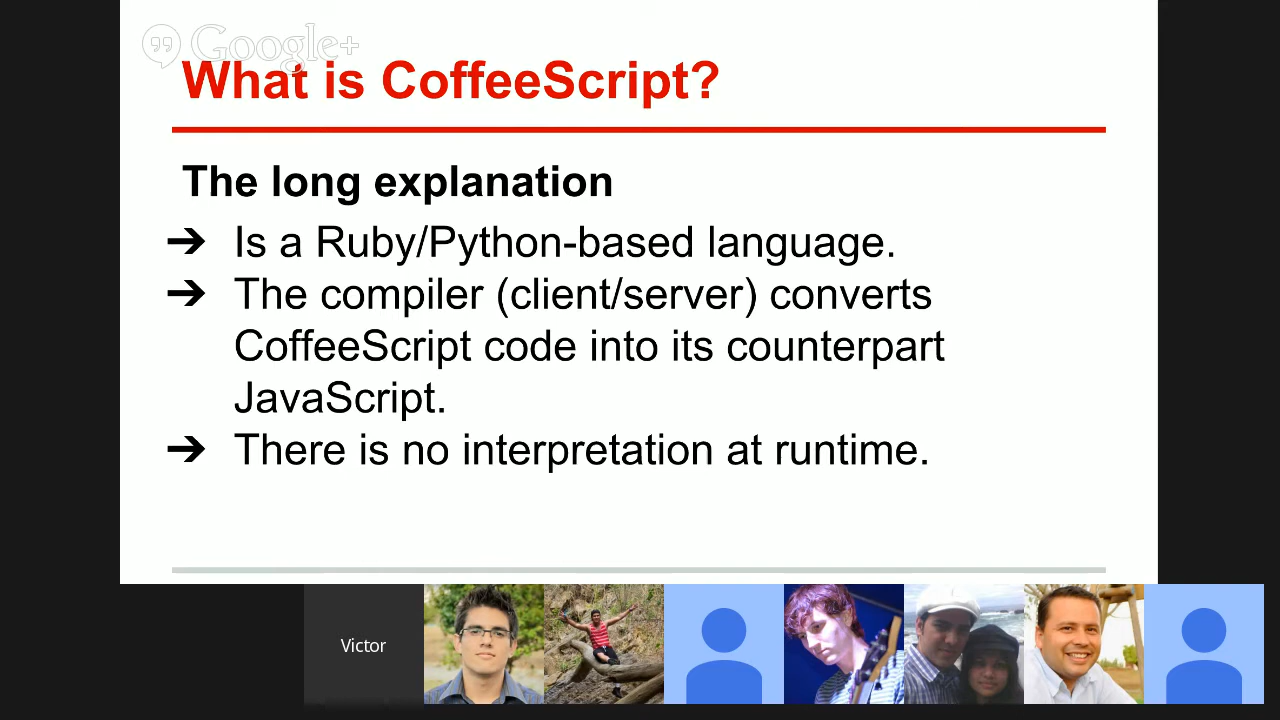 Google+
What is CoffeeScript?
The long explanation
➔ Is a Ruby/Python-based language.
➔ The compiler (client/server) converts
CoffeeScript code into its counterpart
JavaScript.
➔ There is no interpretation at runtime.
Victor